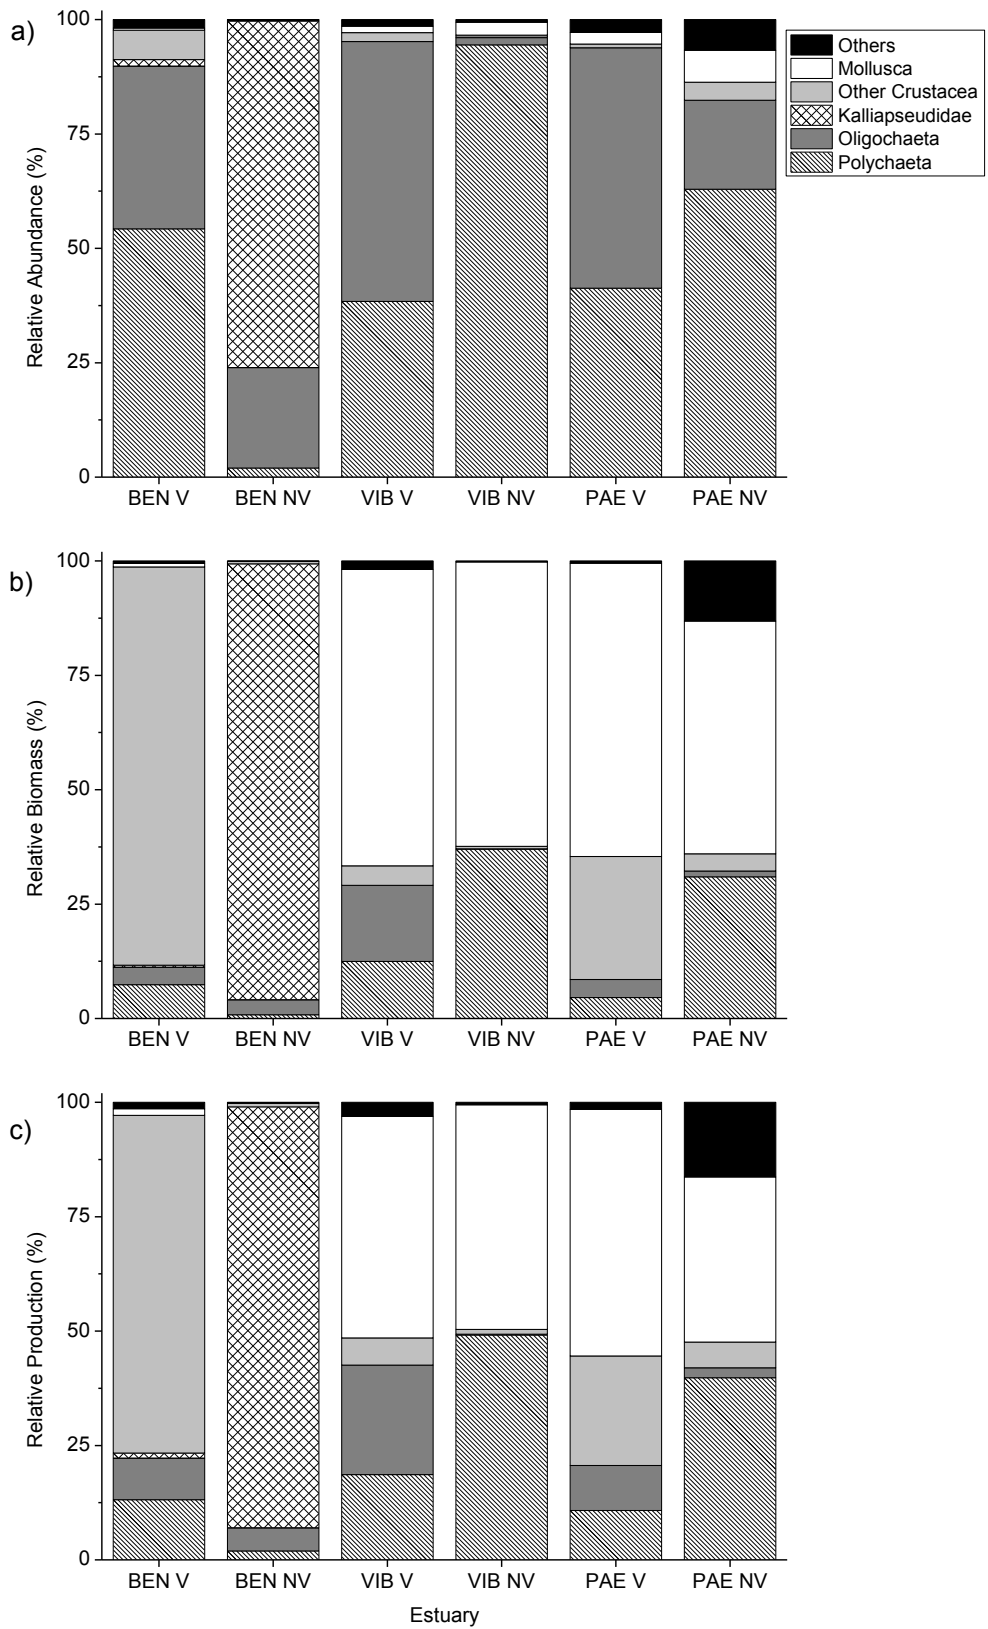 a)
Relative Abundance (%)
100
75
50
25
0
BEN V BEN NV VIB V VIB NV PAE V PAE NV
Others
Mollusca
Other Crustacea
Kalliapseudidae
Oligochaeta
Polychaeta
b)
Relative Biomass (%)
100
75
50
25
0
BEN V BEN NV VIB V VIB NV PAE V PAE NV
c)
Relative Production (%)
100
75
50
25
0
BEN V BEN NV VIB V VIB NV PAE V PAE NV
Estuary